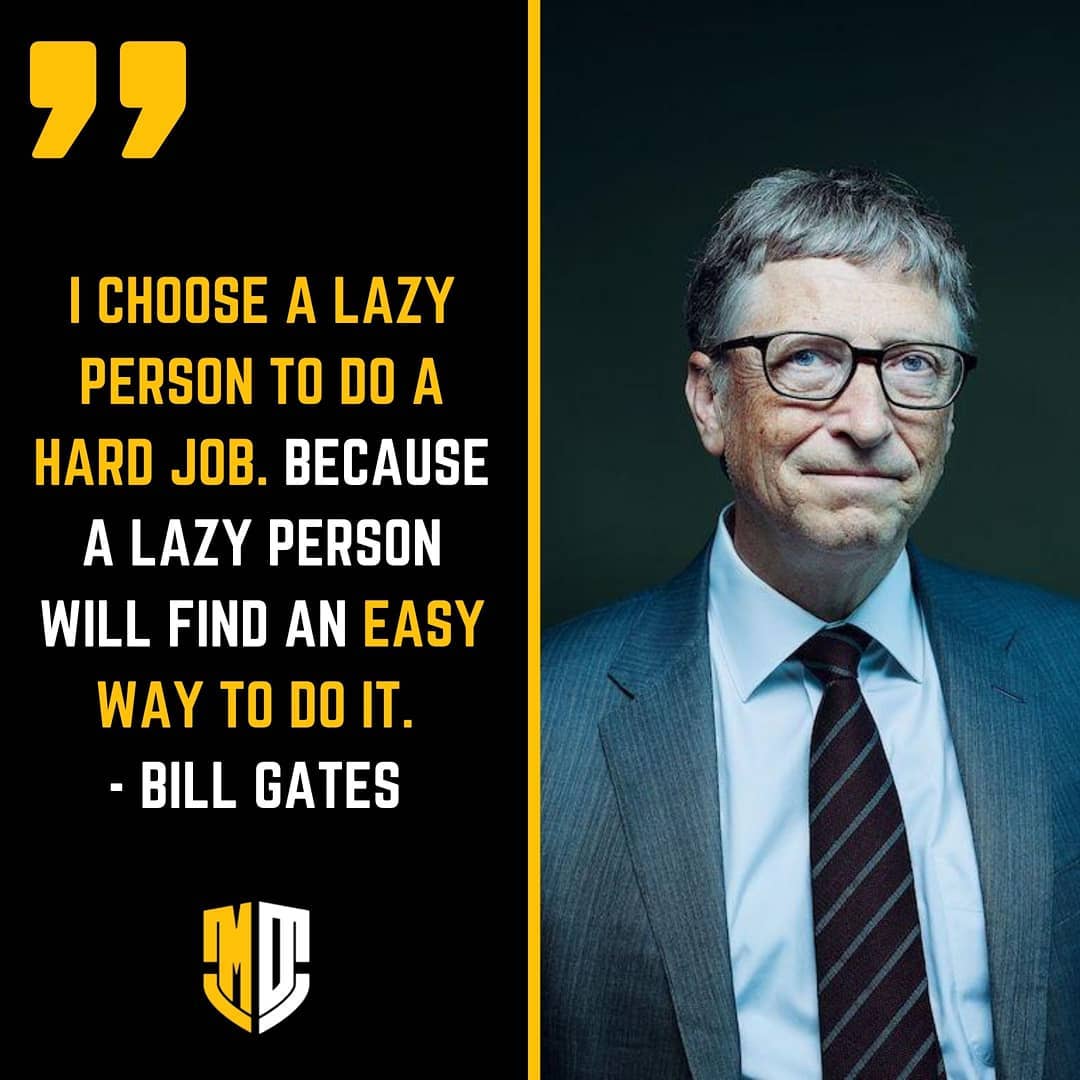 ”
I CHOOSE A LAZY
PERSON TO DO A
HARD JOB. BECAUSE
A LAZY PERSON
WILL FIND AN EASY
WAY TO DO IT.
- BILL GATES
MD